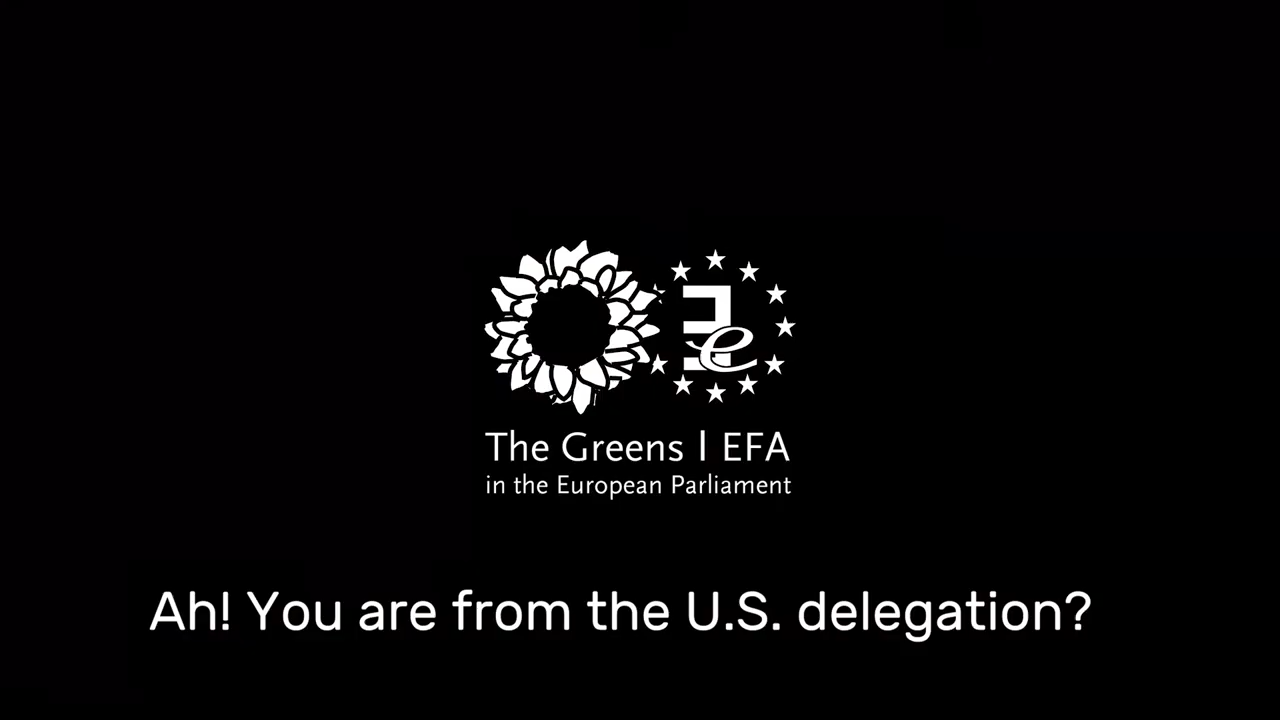 The Greens | EFA
in the European Parliament
Ah! You are from the U.S. delegation?